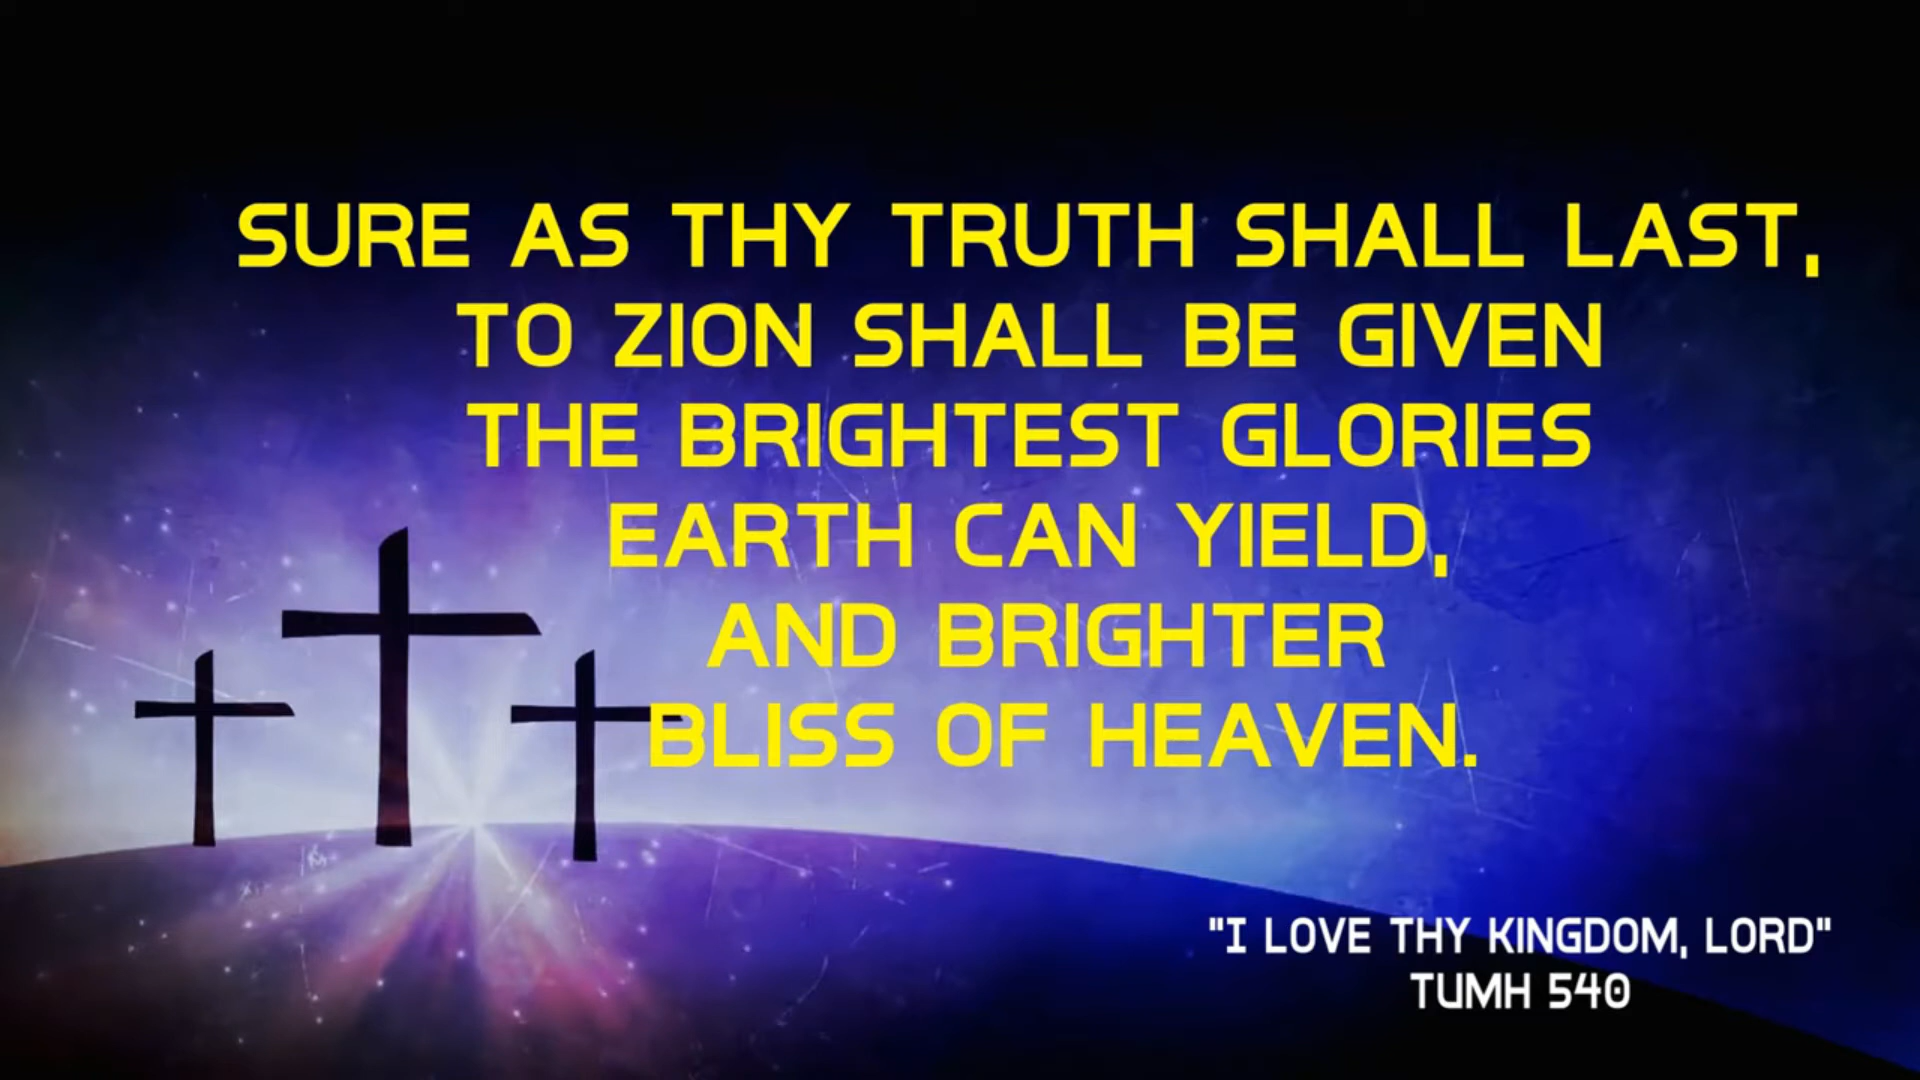 SURE AS THY TRUTH SHALL LAST,
TO ZION SHALL BE GIVEN
THE BRIGHTEST GLORIES
EARTH CAN YIELD,
AND BRIGHTER
BLISS OF HEAVEN.
"I LOVE THY KINGDOM, LORD"
TUMH 540